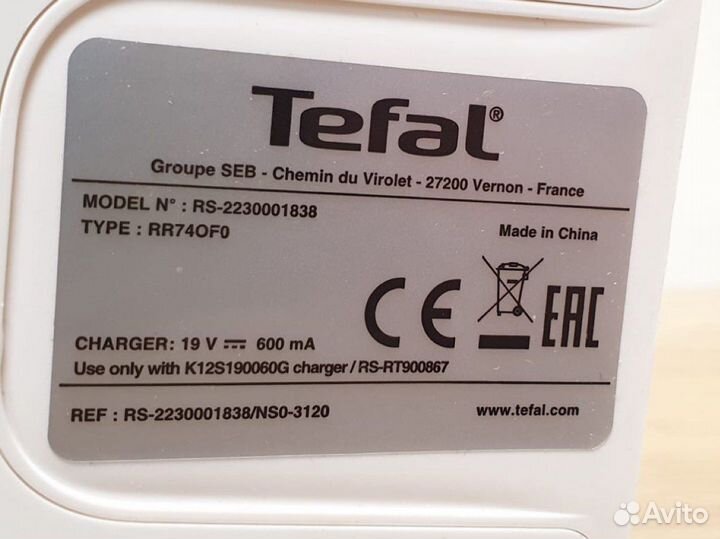 Tefal®
Groupe SEB - Chemin du Virolet - 27200 Vernon - France
MODEL N° : RS-2230001838
TYPE : RR74OF0
Made in China
CE
EAC
CHARGER: 19 V 600 mA
Use only with K12S190060G charger / RS-RT900867
REF : RS-2230001838/NS0-3120
www.tefal.com
Avito